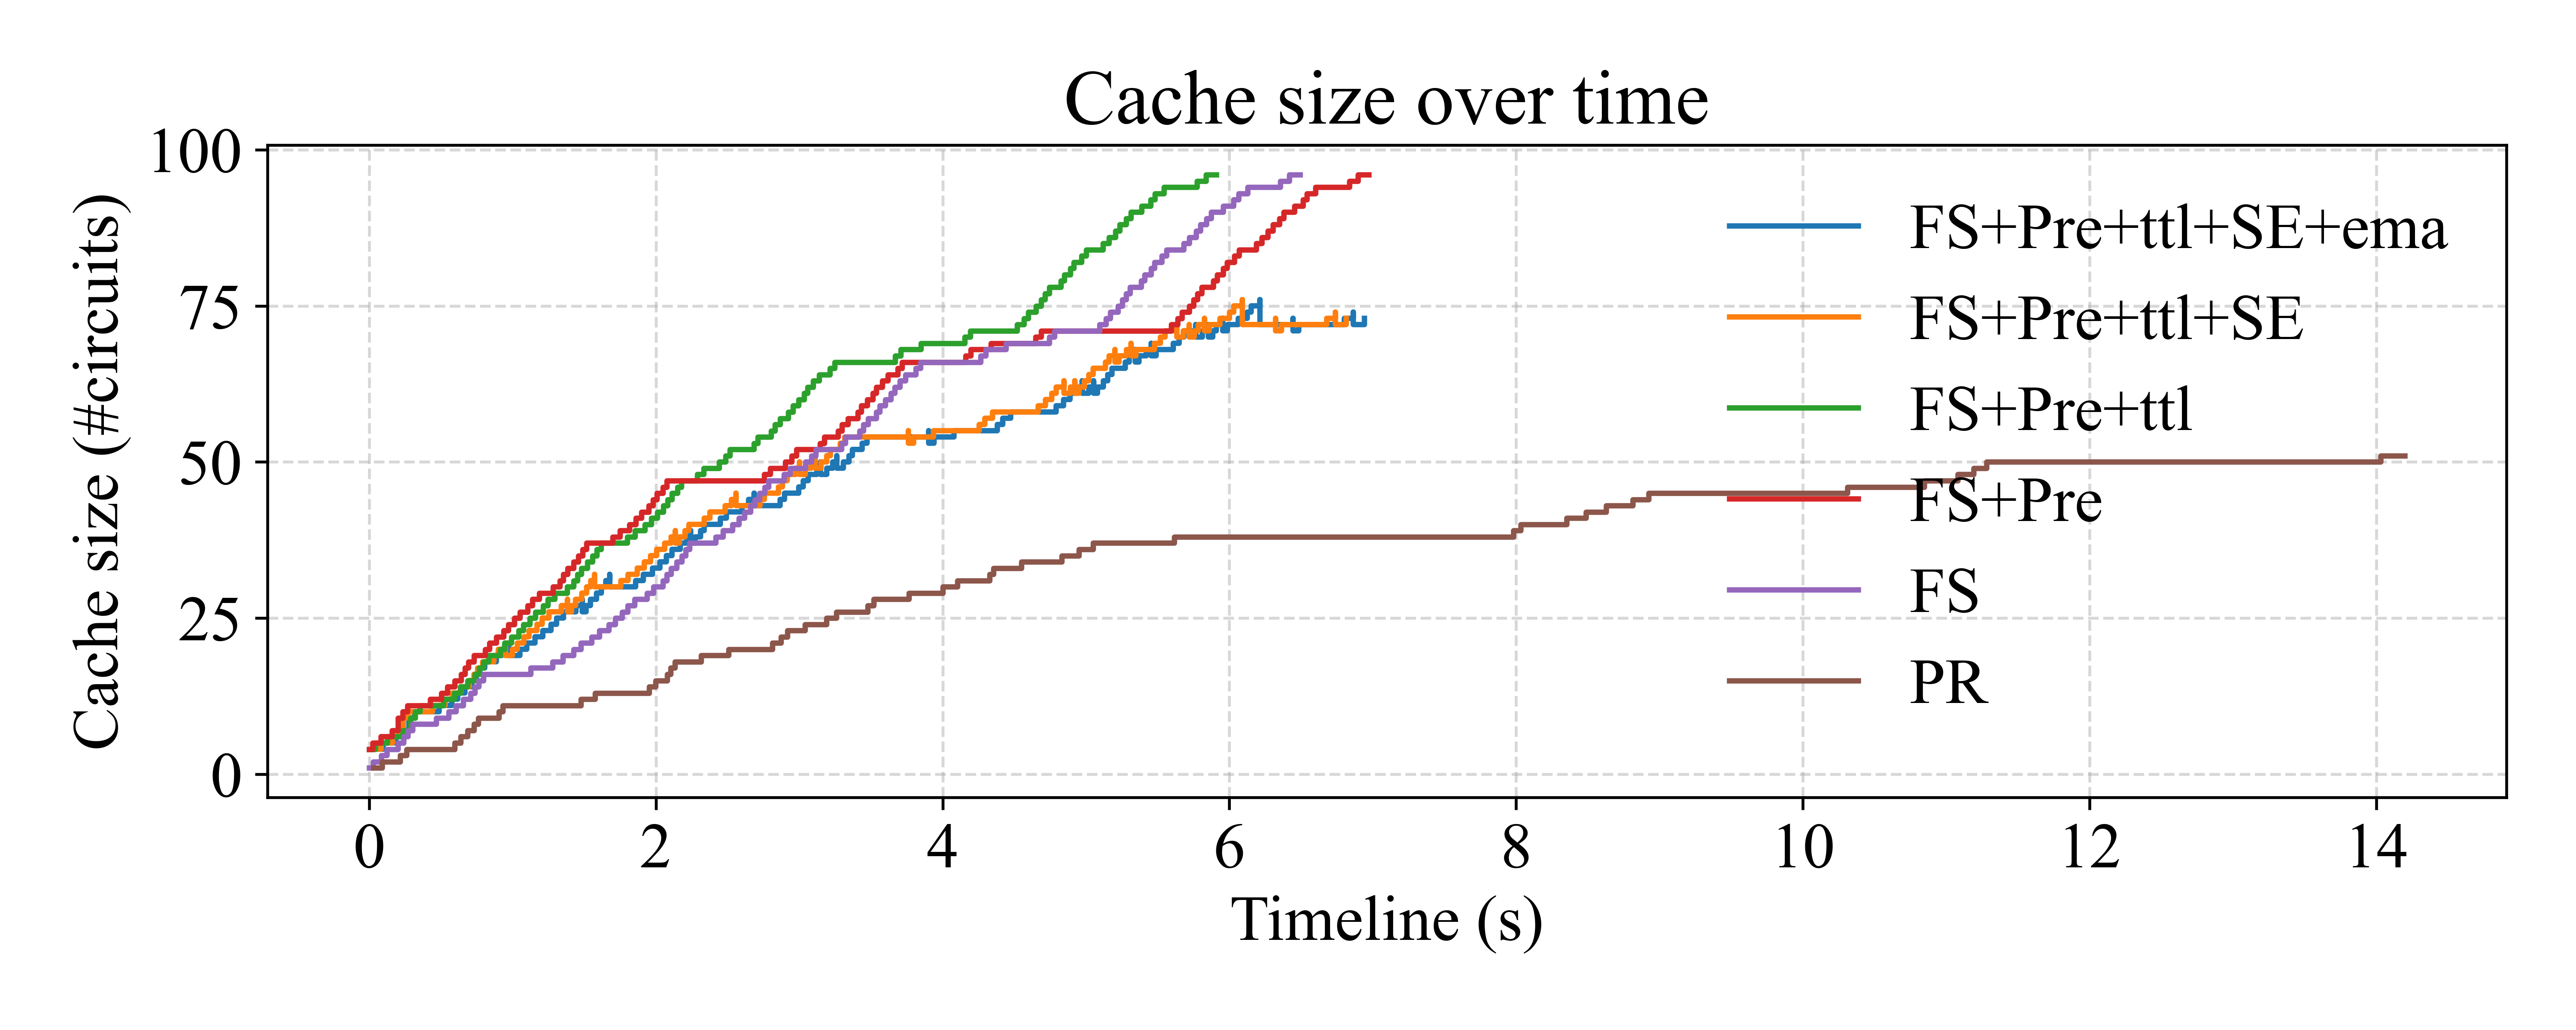 Cache size over time
Cache size (#circuits)
100
75
50
25
0
FS+Pre+ttl+SE+ema
FS+Pre+ttl+SE
FS+Pre+ttl
FS+Pre
FS
PR
0 2 4 6 8 10 12 14
Timeline (s)